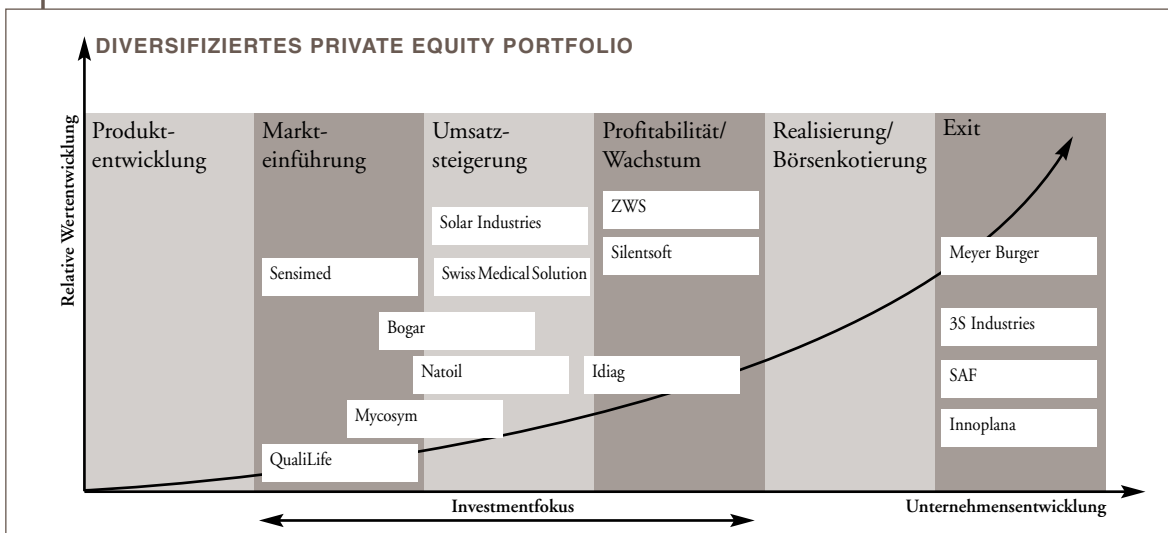 DIVERSIFIZIERTES PRIVATE EQUITY PORTFOLIO
Relative Wertentwicklung
Produkt-
entwicklung
Markt-
einführung
Umsatz-
steigerung
Profitabilität/
Wachstum
Realisierung/
Börsenkotierung
Exit
ZWS
Solar Industries
Silentsoft
Meyer Burger
Sensimed
Swiss Medical Solution
Bogar
3S Industries
Natoil
Idiag
SAF
Mycosym
Innoplana
QualiLife
Investmentfokus
Unternehmensentwicklung